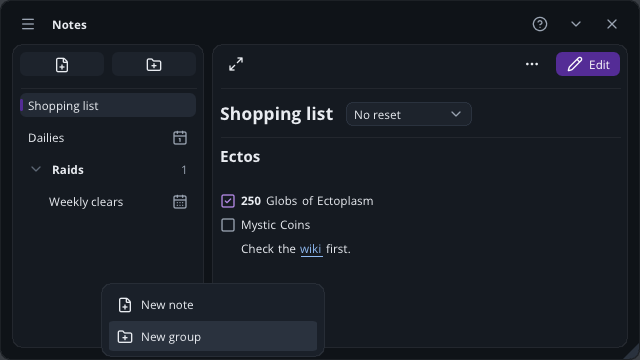 Notes
Edit
Shopping list
Dailies
Raids 1
Weekly clears
Shopping list No reset
Ectos
250 Globs of Ectoplasm
Mystic Coins
Check the wiki first.
New note
New group